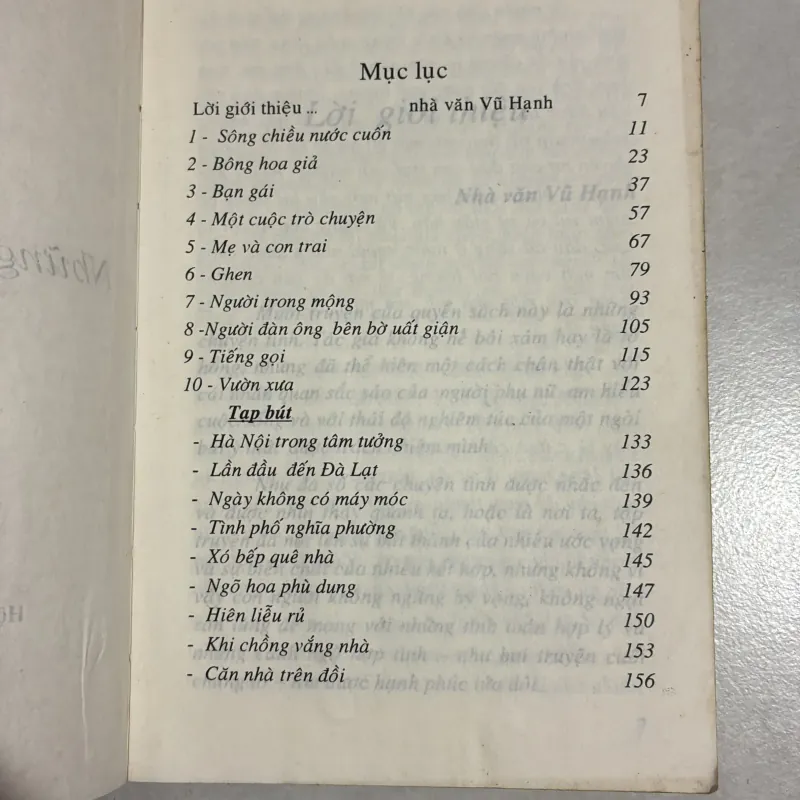 Mục lục
Lời giới thiệu ... nhà văn Vũ Hạnh 7
1 - Sông chiều nước cuốn 11
2 - Bông hoa giả 23
3 - Bạn gái 37
4 - Một cuộc trò chuyện 57
5 - Mẹ và con trai 67
6 - Ghen 79
7 - Người trong mộng 93
8 -Người đàn ông bên bờ uất giận 105
9 - Tiếng gọi 115
10 - Vườn xưa 123
Tạp bút
- Hà Nội trong tâm tưởng 133
- Lần đầu đến Đà Lạt 136
- Ngày không có máy móc 139
- Tình phố nghĩa phường 142
- Xó bếp quê nhà 145
- Ngõ hoa phù dung 147
- Hiên liễu rủ 150
- Khi chồng vắng nhà 153
- Căn nhà trên đồi 156